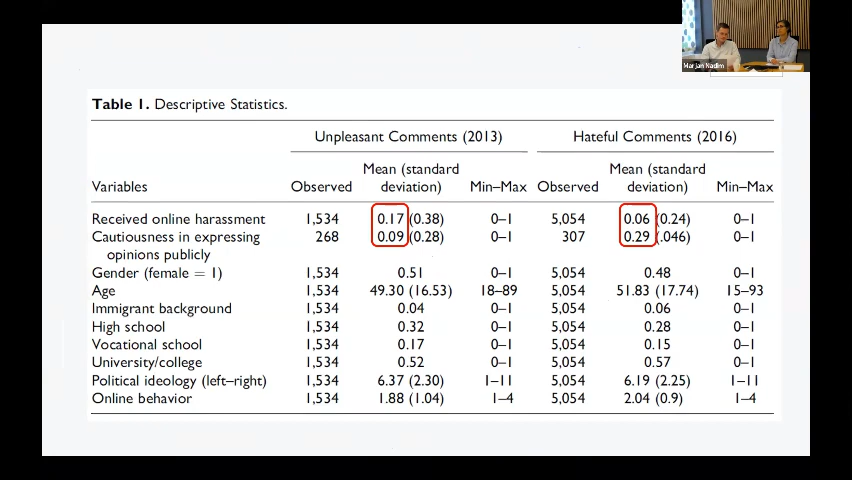 Marjan Nadim
Table 1. Descriptive Statistics.
Unpleasant Comments (2013) Hateful Comments (2016)
Mean (standard Mean (standard
Variables Observed deviation) Min–Max Observed deviation) Min–Max
Received online harassment 1,534 0.17 (0.38) 0–1 5,054 0.06 (0.24) 0–1
Cautiousness in expressing 268 0.09 (0.28) 0–1 307 0.29 (.046) 0–1
opinions publicly
Gender (female = 1) 1,534 0.51 0–1 5,054 0.48 0–1
Age 1,534 49.30 (16.53) 18–89 5,054 51.83 (17.74) 15–93
Immigrant background 1,534 0.04 0–1 5,054 0.06 0–1
High school 1,534 0.32 0–1 5,054 0.28 0–1
Vocational school 1,534 0.17 0–1 5,054 0.15 0–1
University/college 1,534 0.52 0–1 5,054 0.57 0–1
Political ideology (left–right) 1,534 6.37 (2.30) 1–11 5,054 6.19 (2.25) 1–11
Online behavior 1,534 1.88 (1.04) 1–4 5,054 2.04 (0.9) 1–4